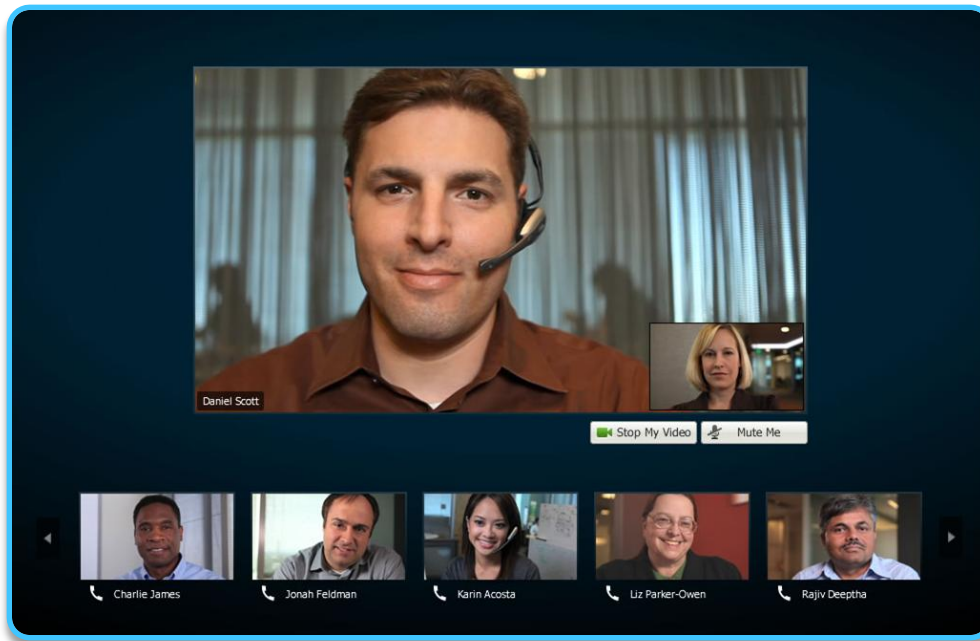 Daniel Scott
Stop My Video
Mute Me
Charlie James
Jonah Feldman
Karin Acosta
Liz Parker-Owen
Rajiv Deeptha